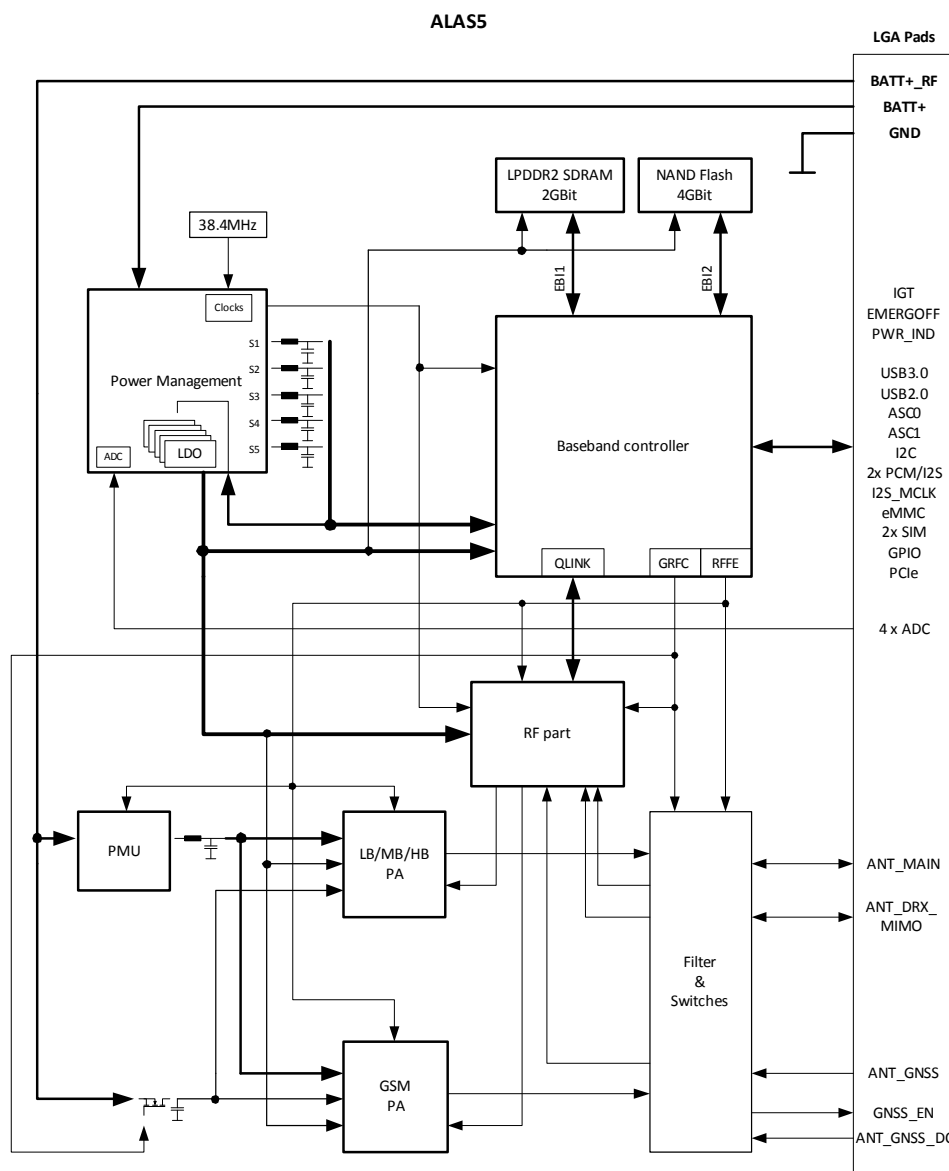 ALAS5
LGA Pads
BATT+_RF
BATT+
GND
LPDDR2 SDRAM
2GBit
NAND Flash
4GBit
38.4MHz
EBI1
EBI2
Clocks
S1
S2
S3
S4
S5
Power Management
LDO
ADC
Baseband controller
QLINK
GRFC
RFFE
IGT
EMERGOFF
PWR_IND
USB3.0
USB2.0
ASC0
ASC1
I2C
2x PCM/I2S
I2S_MCLK
eMMC
2x SIM
GPIO
PCIe
4 x ADC
RF part
PMU
LB/MB/HB
PA
GSM
PA
Filter
&
Switches
ANT_MAIN
ANT_DRX_
MIMO
ANT_GNSS
GNSS_EN
ANT_GNSS_DC